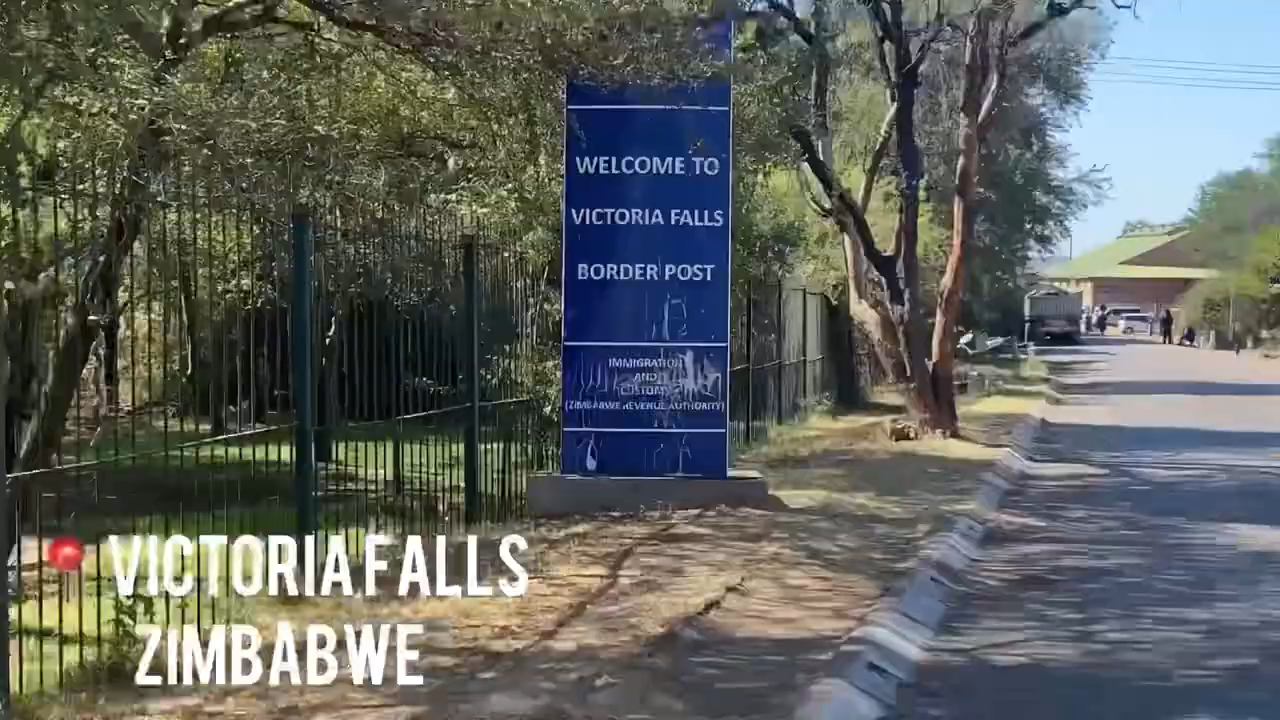 WELCOME TO
VICTORIA FALLS
BORDER POST
IMMIGRATION
AND
CUSTOMS
(ZIMBABWE REVENUE AUTHORITY)
VICTORIA FALLS
ZIMBABWE